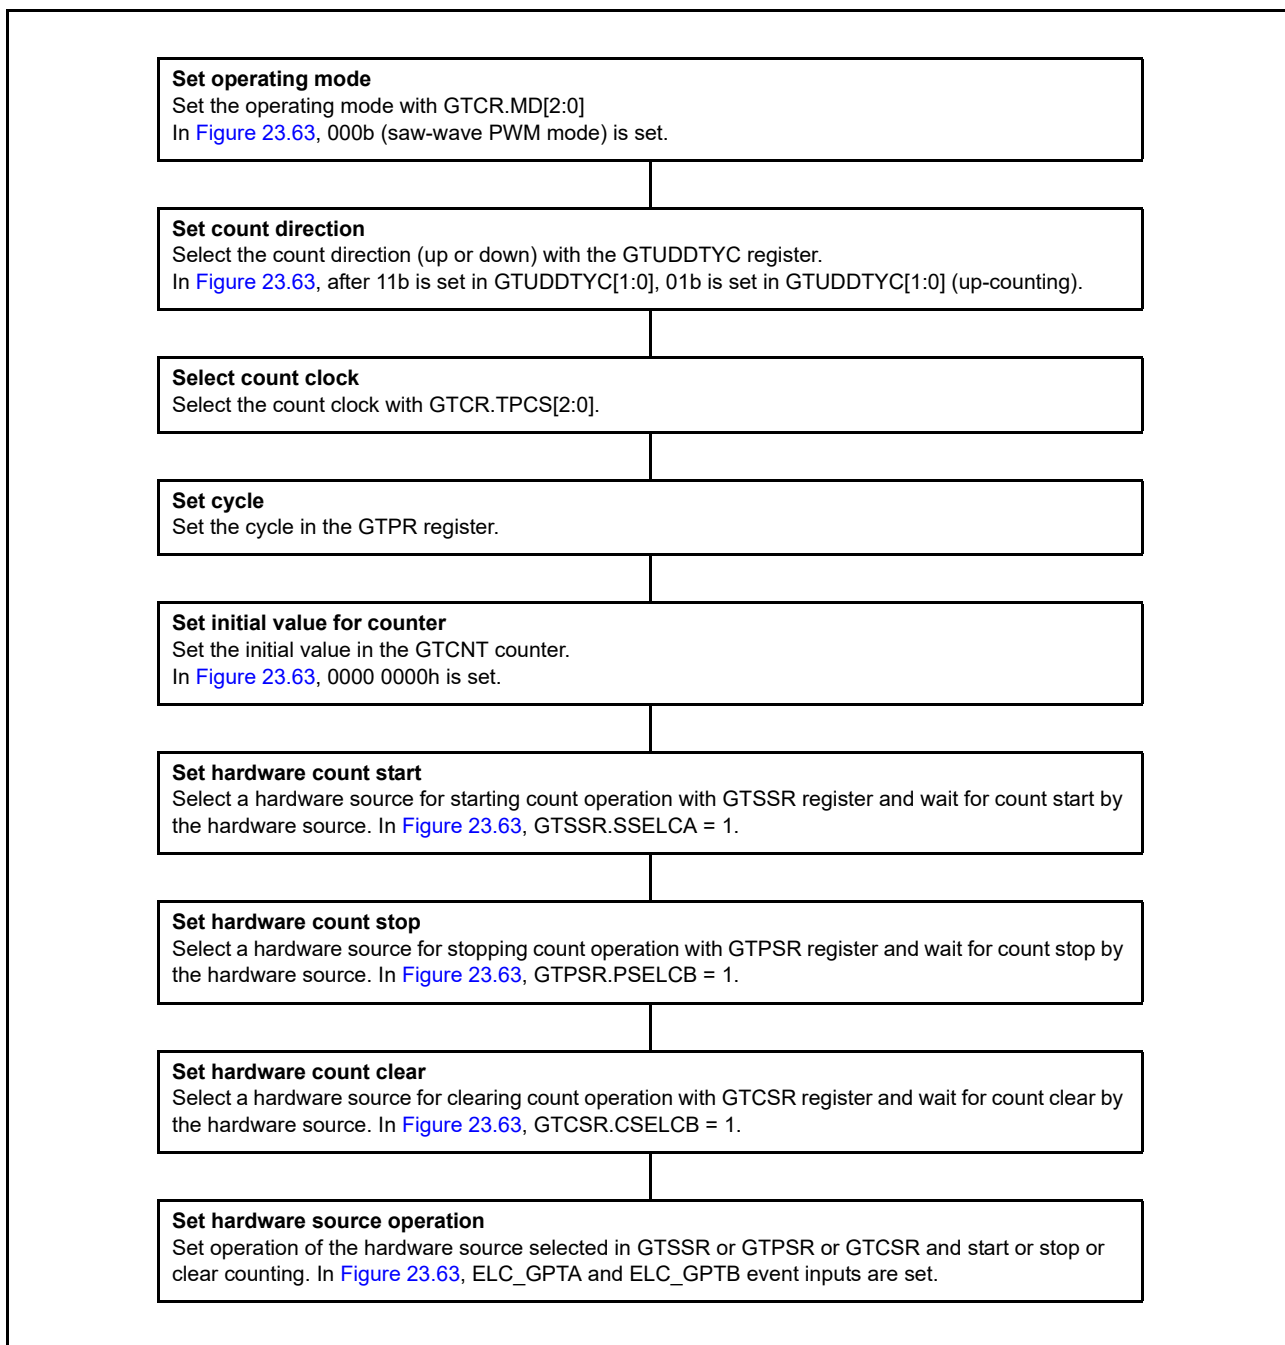 Set operating mode
Set the operating mode with GTCR.MD[2:0]
In Figure 23.63, 000b (saw-wave PWM mode) is set.
Set count direction
Select the count direction (up or down) with the GTUDDTYC register.
In Figure 23.63, after 11b is set in GTUDDTYC[1:0], 01b is set in GTUDDTYC[1:0] (up-counting).
Select count clock
Select the count clock with GTCR.TPCS[2:0].
Set cycle
Set the cycle in the GTPR register.
Set initial value for counter
Set the initial value in the GTCNT counter.
In Figure 23.63, 0000 0000h is set.
Set hardware count start
Select a hardware source for starting count operation with GTSSR register and wait for count start by
the hardware source. In Figure 23.63, GTSSR.SSELCA = 1.
Set hardware count stop
Select a hardware source for stopping count operation with GTPSR register and wait for count stop by
the hardware source. In Figure 23.63, GTPSR.PSELCB = 1.
Set hardware count clear
Select a hardware source for clearing count operation with GTCSR register and wait for count clear by
the hardware source. In Figure 23.63, GTCSR.CSELCB = 1.
Set hardware source operation
Set operation of the hardware source selected in GTSSR or GTPSR or GTCSR and start or stop or
clear counting. In Figure 23.63, ELC_GPTA and ELC_GPTB event inputs are set.